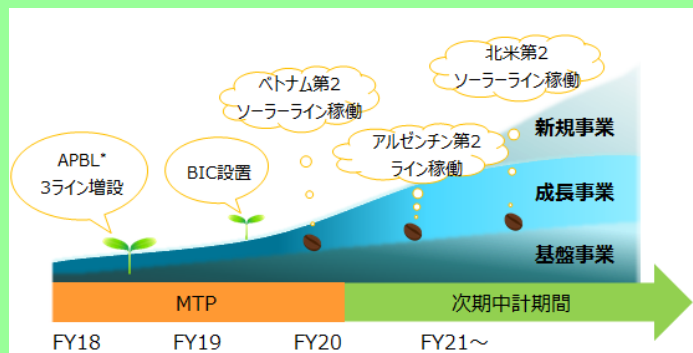 北米第2
ソーラーライン稼働
ベトナム第2
ソーラーライン稼働
新規事業
アルゼンチン第2
ライン稼働
APBL*
3ライン増設
BIC設置
成長事業
基盤事業
MTP
次期中計期間
FY18
FY19
FY20
FY21～